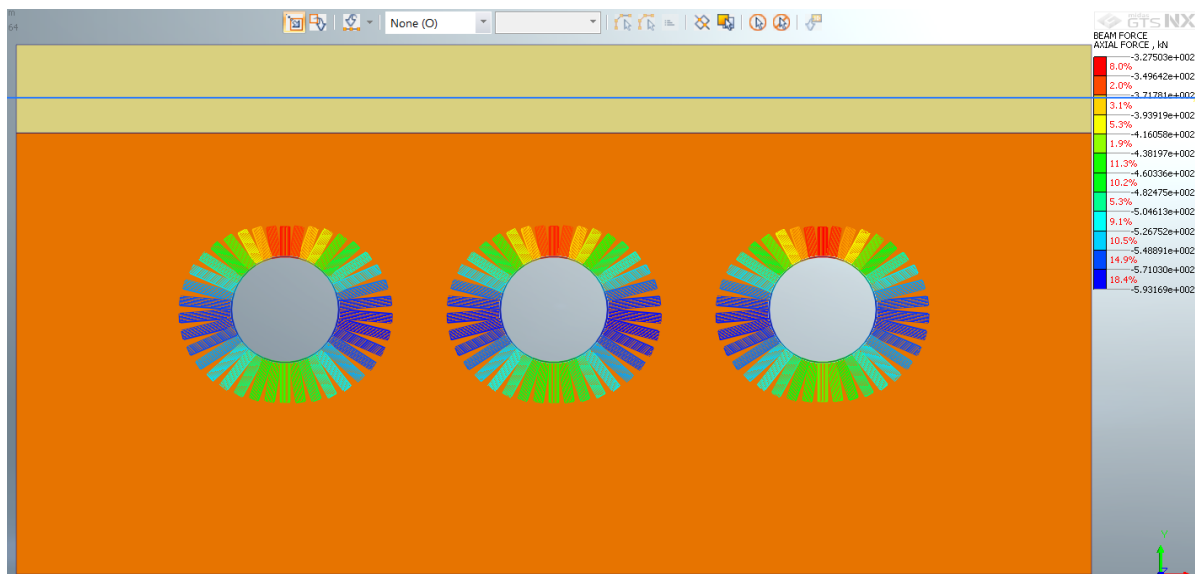 m
64
None (O)
midas
GTS NX
BEAM FORCE
AXIAL FORCE , kN
-3.27503e+002
8.0%
-3.49642e+002
2.0%
-3.71781e+002
3.1%
-3.93919e+002
5.3%
-4.16058e+002
1.9%
-4.38197e+002
11.3%
-4.60336e+002
10.2%
-4.82475e+002
5.3%
-5.04613e+002
9.1%
-5.26752e+002
10.5%
-5.48891e+002
14.9%
-5.71030e+002
18.4%
-5.93169e+002
Y
Z